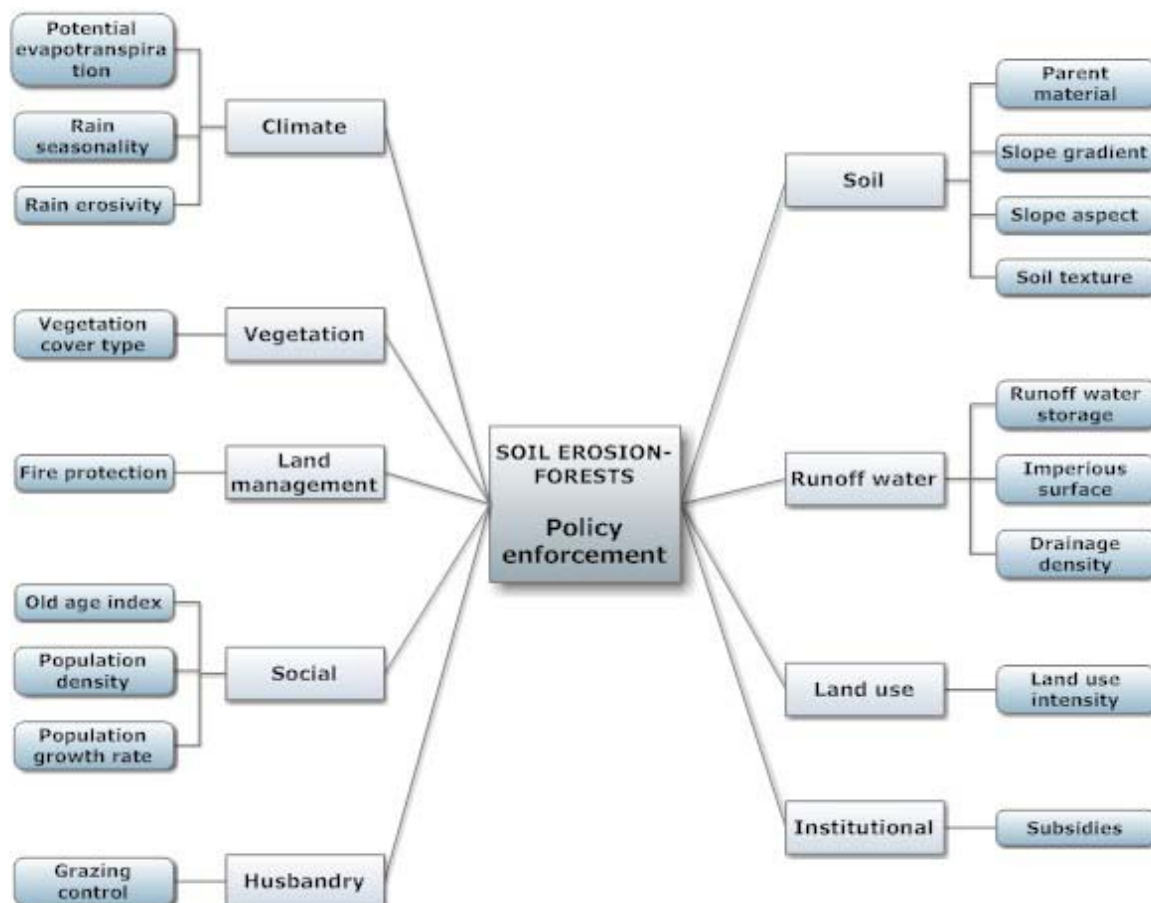 Potential
evapotranspira
tion
Rain
seasonality
Rain erosivity
Climate
Vegetation
cover type
Vegetation
Fire protection
Land
management
Old age index
Population
density
Population
growth rate
Social
Grazing
control
Husbandry
SOIL EROSION-
FORESTS
Policy
enforcement
Soil
Parent
material
Slope gradient
Slope aspect
Soil texture
Runoff water
Runoff water
storage
Imperious
surface
Drainage
density
Land use
Land use
intensity
Institutional
Subsidies